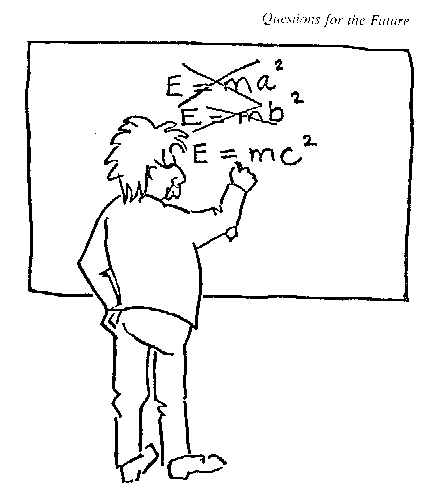 Questions for the Future
E = ma²
E = mb²
E = mc²